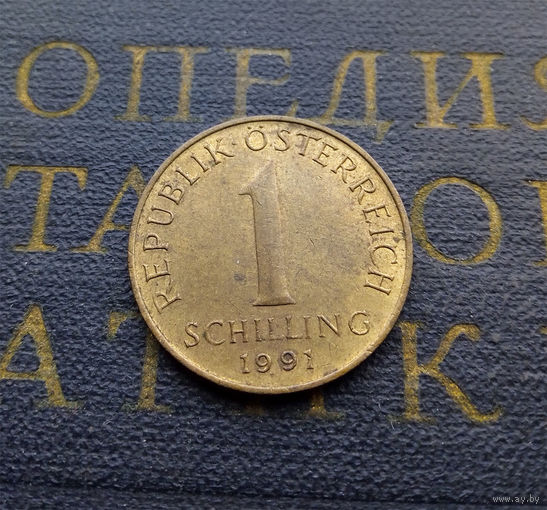 ОПЕДИЯ
REPUBLIK · ÖSTERREICH
1
SCHILLING
1991
www.ay.by